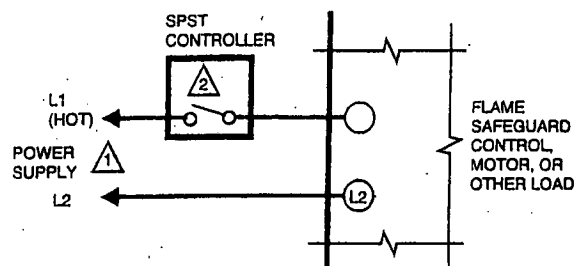 SPST
CONTROLLER
2
L1
(HOT)
POWER
SUPPLY
1
L2
L2
FLAME
SAFEGUARD
CONTROL,
MOTOR, OR
OTHER LOAD